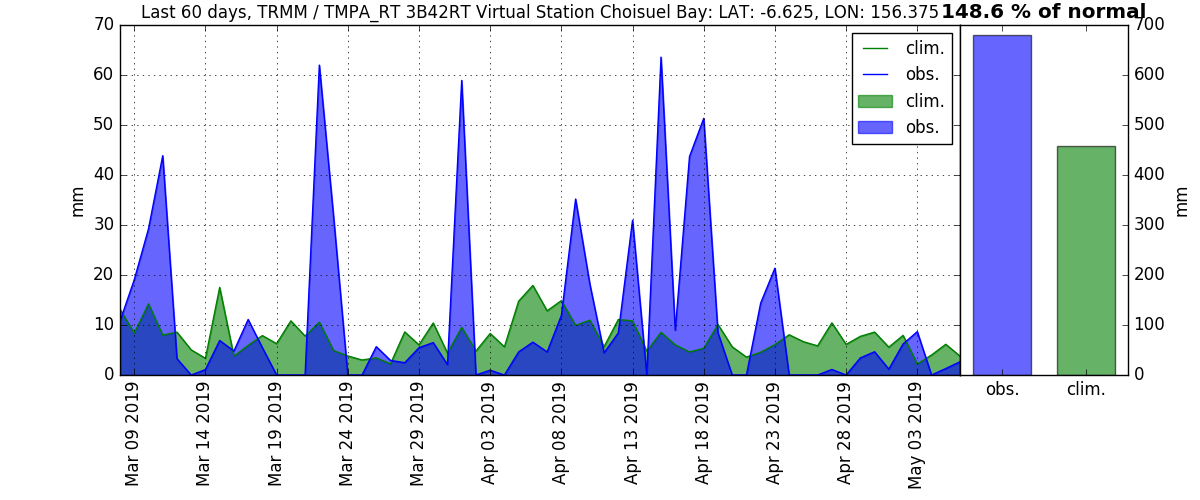 Last 60 days, TRMM / TMPA_RT 3B42RT Virtual Station Choisuel Bay: LAT: -6.625, LON: 156.375
148.6 % of normal
70
60
50
40
30
20
10
0
mm
clim.
obs.
clim.
obs.
Mar 09 2019
Mar 14 2019
Mar 19 2019
Mar 24 2019
Mar 29 2019
Apr 03 2019
Apr 08 2019
Apr 13 2019
Apr 18 2019
Apr 23 2019
Apr 28 2019
May 03 2019
700
600
500
400
300
200
100
0
mm
obs.
clim.